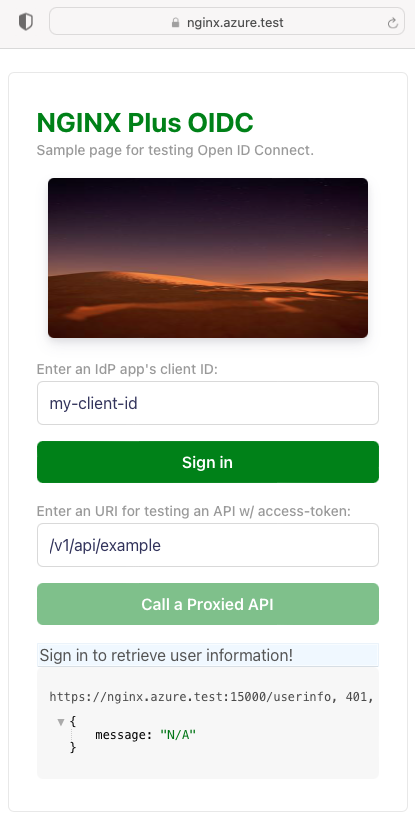 nginx.azure.test
NGINX Plus OIDC
Sample page for testing Open ID Connect.
Enter an IdP app's client ID:
my-client-id
Sign in
Enter an URI for testing an API w/ access-token:
/v1/api/example
Call a Proxied API
Sign in to retrieve user information!
https://nginx.azure.test:15000/userinfo, 401,
{
message: "N/A"
}